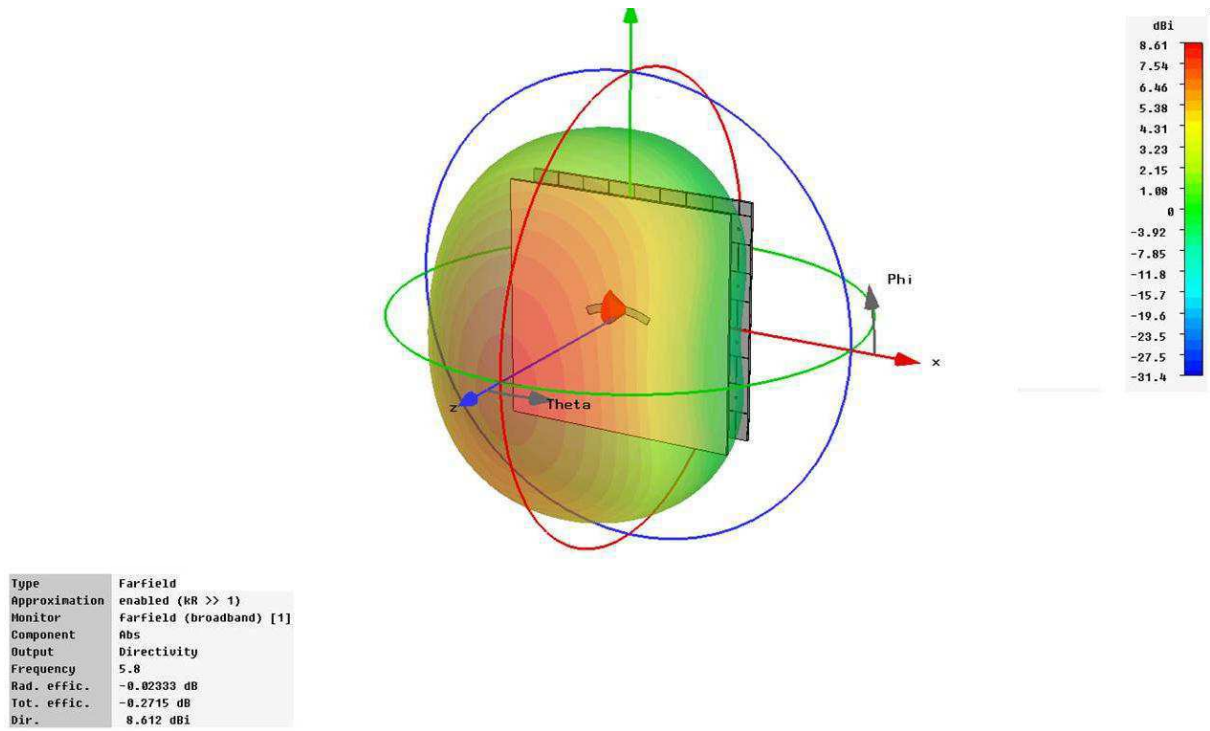 dBi
8.61
7.54
6.46
5.38
4.31
3.23
2.15
1.08
0
-3.92
-7.85
-11.8
-15.7
-19.6
-23.5
-27.5
-31.4
Phi
x
z
Theta
Type Farfield
Approximation enabled (kR >> 1)
Monitor farfield (broadband) [1]
Component Abs
Output Directivity
Frequency 5.8
Rad. effic. -0.02333 dB
Tot. effic. -0.2715 dB
Dir. 8.612 dBi